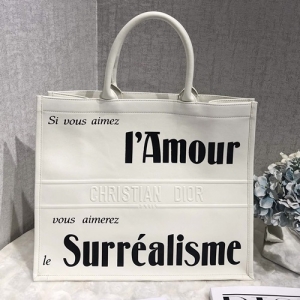 Si vous aimez
l'Amour
CHRISTIAN DIOR
vous aimerez
le Surréalisme